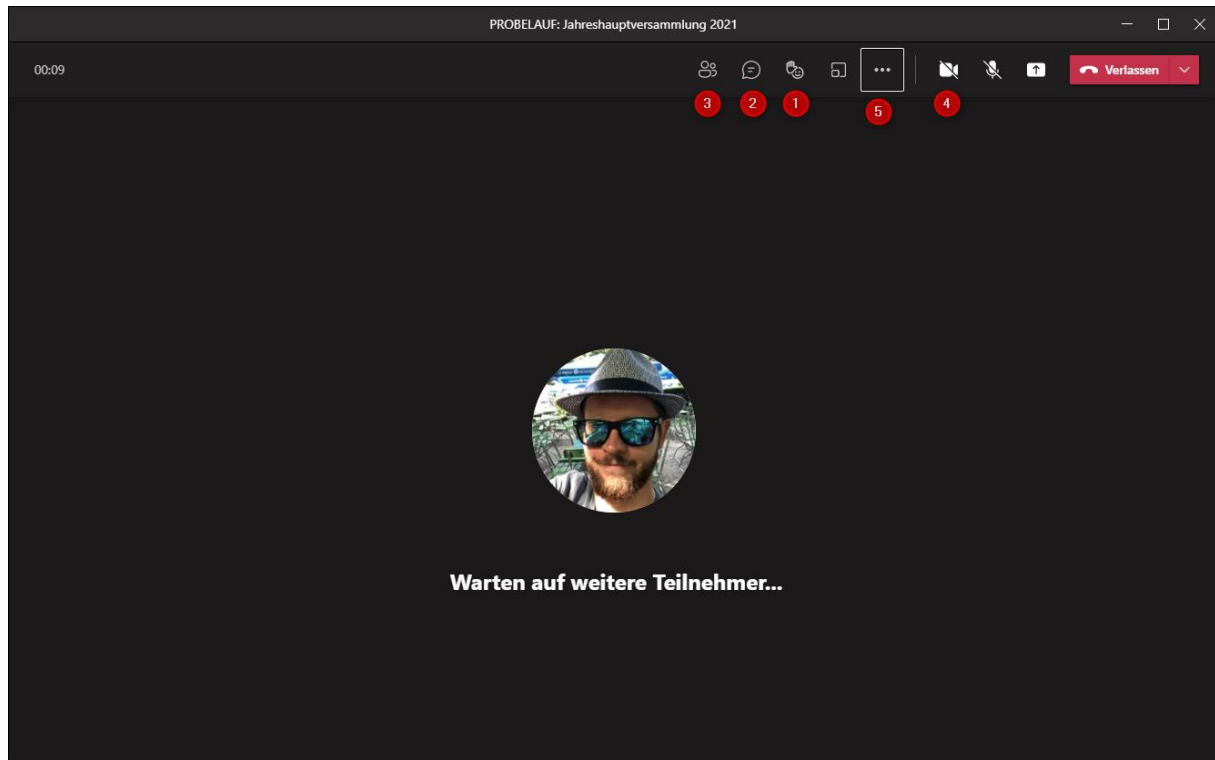 PROBELAUF: Jahreshauptversammlung 2021
00:09
Verlassen
3 2 1 5 4
Warten auf weitere Teilnehmer...